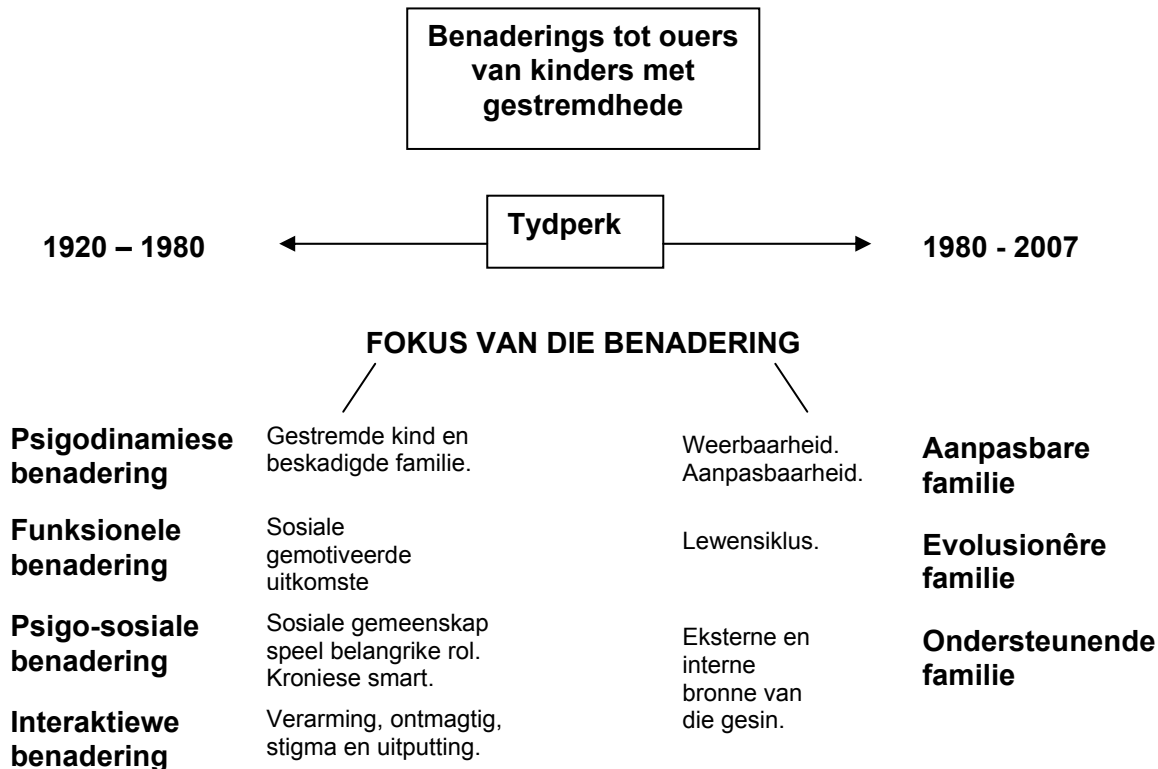 Benaderings tot ouers
van kinders met
gestremdhede
Tydperk
1920 – 1980
1980 - 2007
FOKUS VAN DIE BENADERING
Psigodinamiese
benadering
Gestremde kind en
beskadigde familie.
Weerbaarheid.
Aanpasbaarheid.
Aanpasbare
familie
Funksionele
benadering
Sosiale
gemotiveerde
uitkomste
Lewensiklus.
Evolusionêre
familie
Psigo-sosiale
benadering
Sosiale gemeenskap
speel belangrike rol.
Kroniese smart.
Eksterne en
interne
bronne van
die gesin.
Ondersteunende
familie
Interaktiewe
benadering
Verarming, ontmagtig,
stigma en uitputting.